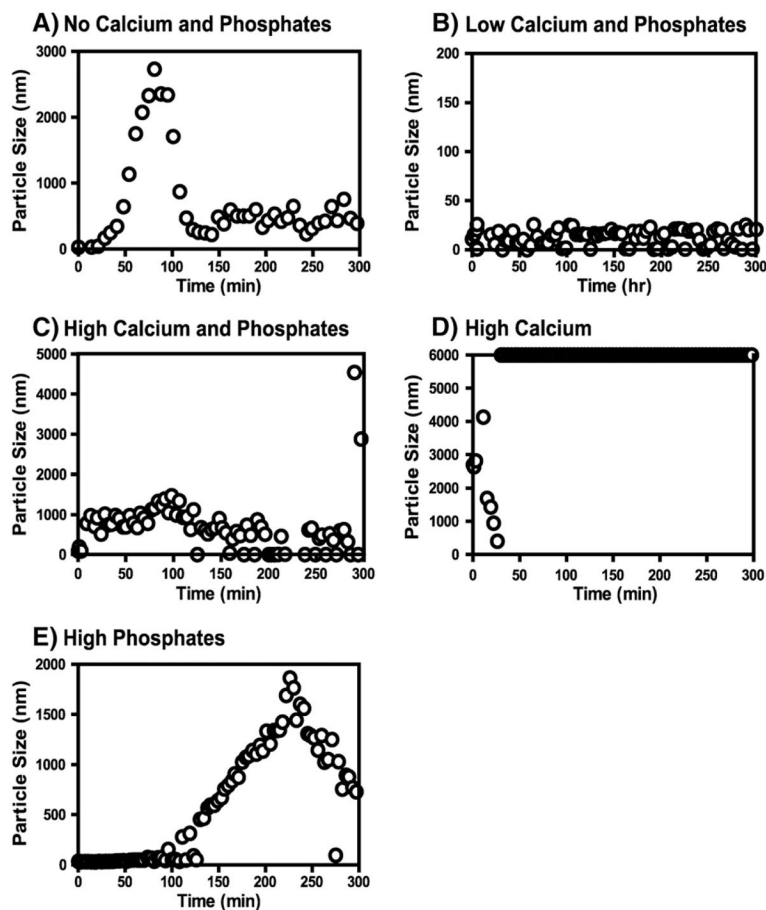 A) No Calcium and Phosphates
Particle Size (nm)
3000
2000
1000
0
0 50 100 150 200 250 300
Time (min)
B) Low Calcium and Phosphates
Particle Size (nm)
200
150
100
50
0
0 50 100 150 200 250 300
Time (hr)
C) High Calcium and Phosphates
Particle Size (nm)
5000
4000
3000
2000
1000
0
0 50 100 150 200 250 300
Time (min)
D) High Calcium
Particle Size (nm)
6000
5000
4000
3000
2000
1000
0
0 50 100 150 200 250 300
Time (min)
E) High Phosphates
Particle Size (nm)
2000
1500
1000
500
0
0 50 100 150 200 250 300
Time (min)